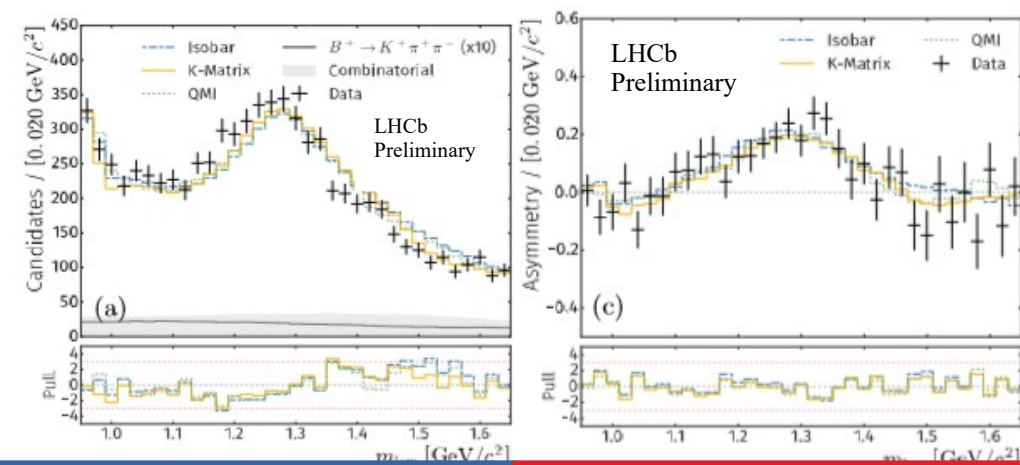 Candidates / [0.020 GeV/c²]
450
400
350
300
250
200
150
100
50
0
Isobar
K-Matrix
QMI
B⁺ → K⁺π⁺π⁻ (x10)
Combinatorial
Data
LHCb
Preliminary
(a)
Pull
4
2
0
−2
−4
1.0 1.1 1.2 1.3 1.4 1.5 1.6
[GeV/c²]
Asymmetry / [0.020 GeV/c²]
0.6
0.4
0.2
0.0
−0.2
−0.4
LHCb
Preliminary
Isobar
K-Matrix
QMI
Data
(c)
Pull
4
2
0
−2
−4
1.0 1.1 1.2 1.3 1.4 1.5 1.6
[GeV/c²]